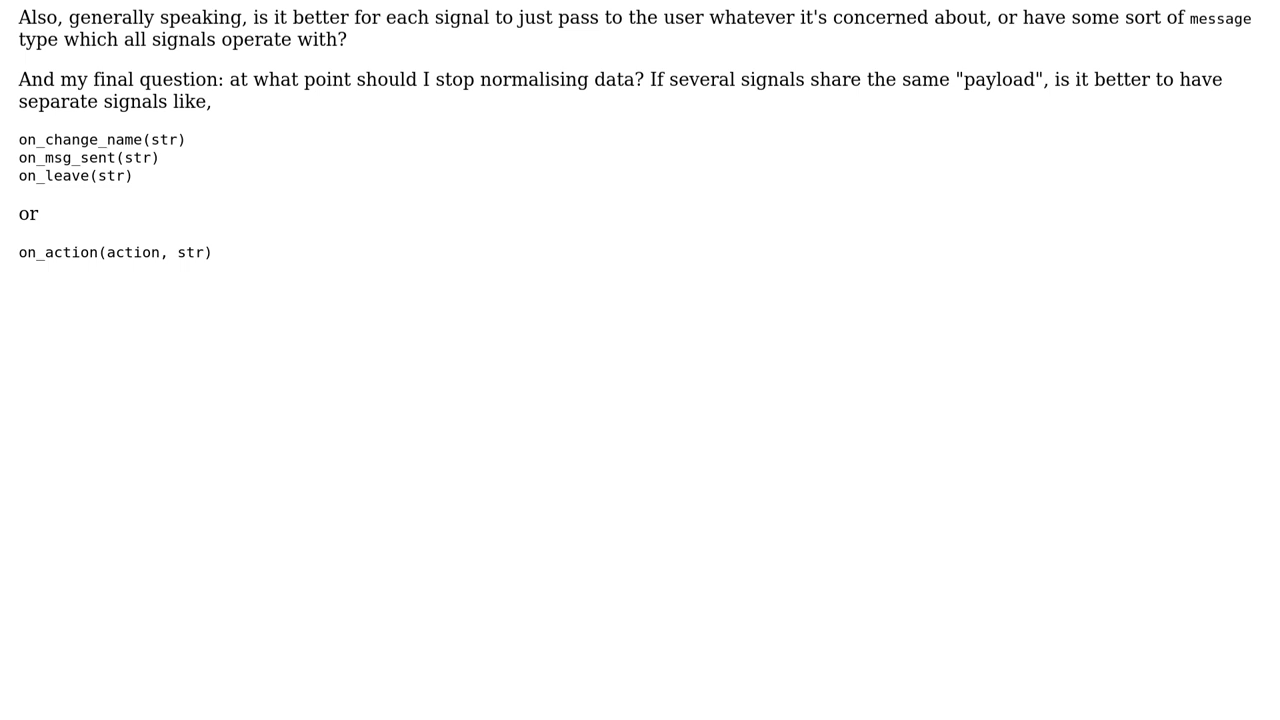 Also, generally speaking, is it better for each signal to just pass to the user whatever it's concerned about, or have some sort of message
type which all signals operate with?
And my final question: at what point should I stop normalising data? If several signals share the same "payload", is it better to have
separate signals like,
on_change_name(str)
on_msg_sent(str)
on_leave(str)
or
on_action(action, str)